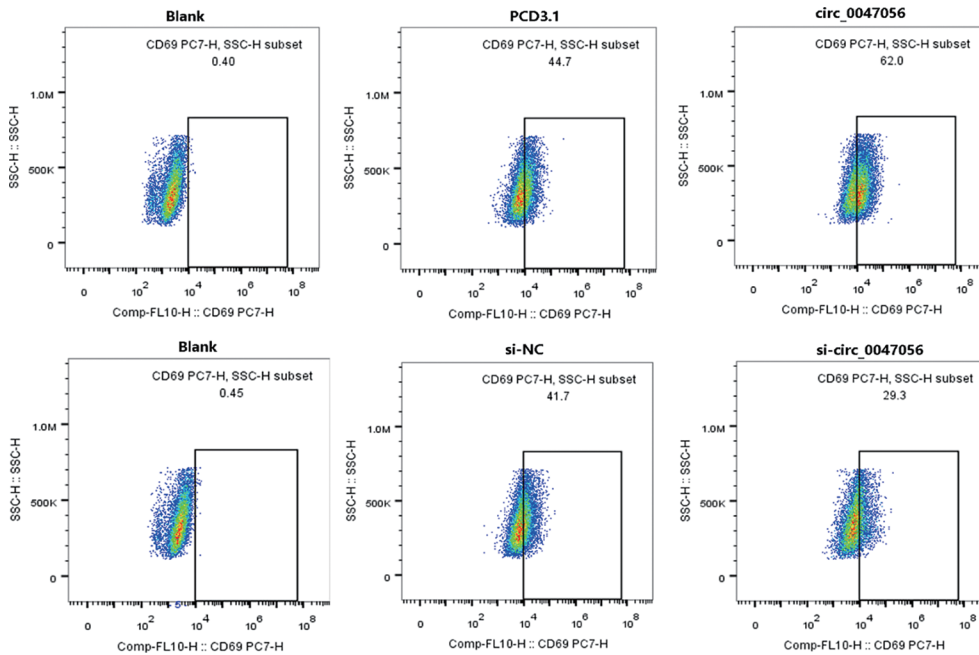 Blank
CD69 PC7-H, SSC-H subset
0.40
1.0M
500K
0
SSC-H :: SSC-H
0 10^2 10^4 10^6 10^8
Comp-FL10-H :: CD69 PC7-H
PCD3.1
CD69 PC7-H, SSC-H subset
44.7
1.0M
500K
0
SSC-H :: SSC-H
0 10^2 10^4 10^6 10^8
Comp-FL10-H :: CD69 PC7-H
circ_0047056
CD69 PC7-H, SSC-H subset
62.0
1.0M
500K
0
SSC-H :: SSC-H
0 10^2 10^4 10^6 10^8
Comp-FL10-H :: CD69 PC7-H
Blank
CD69 PC7-H, SSC-H subset
0.45
1.0M
500K
0
SSC-H :: SSC-H
0 10^2 10^4 10^6 10^8
Comp-FL10-H :: CD69 PC7-H
si-NC
CD69 PC7-H, SSC-H subset
41.7
1.0M
500K
0
SSC-H :: SSC-H
0 10^2 10^4 10^6 10^8
Comp-FL10-H :: CD69 PC7-H
si-circ_0047056
CD69 PC7-H, SSC-H subset
29.3
1.0M
500K
0
SSC-H :: SSC-H
0 10^2 10^4 10^6 10^8
Comp-FL10-H :: CD69 PC7-H